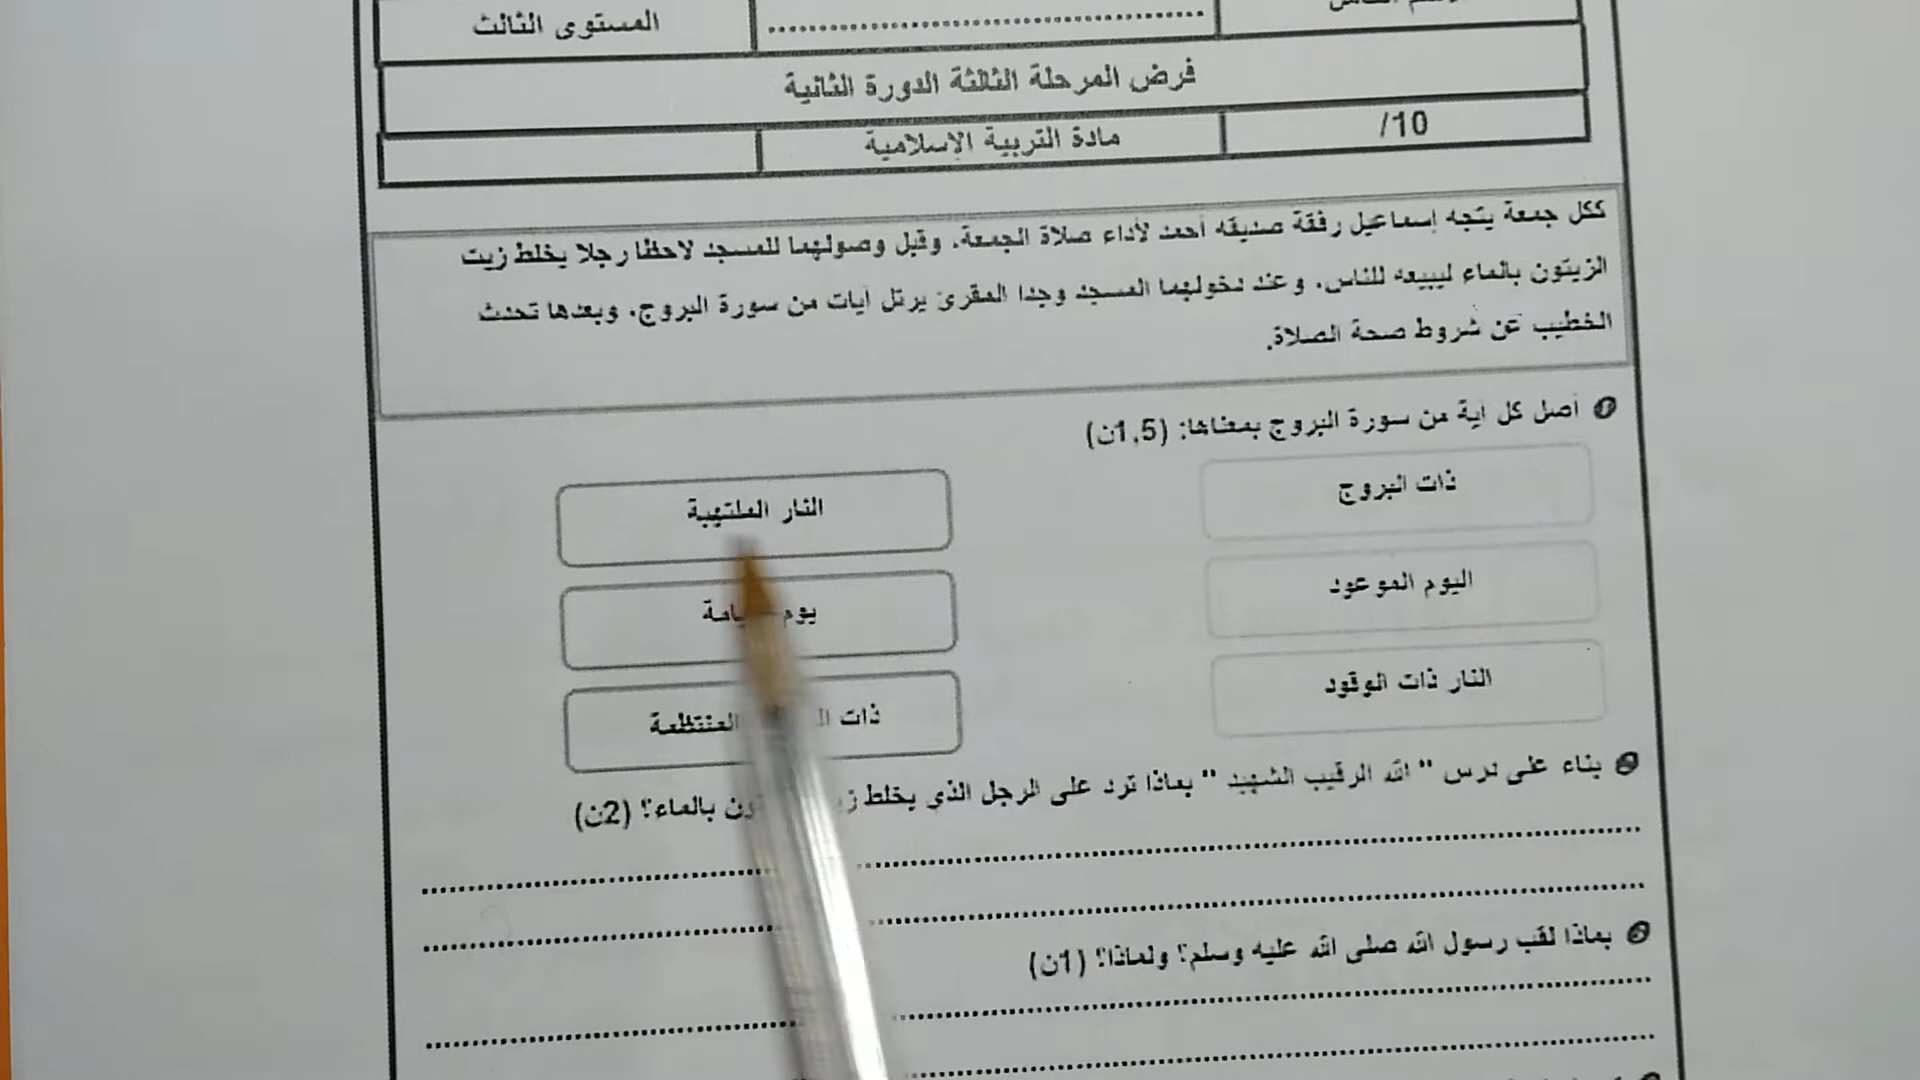 المستوى الثالث
فرض المرحلة الثالثة الدورة الثانية
/10
مادة التربية الإسلامية
ككل جمعة يتجه إسماعيل رفقة صديقه أحمد لأداء صلاة الجمعة، وقبل وصولهما للمسجد لاحظا رجلا يخلط زيت
الزيتون بالماء ليبيعه للناس. وعند دخولهما المسجد وجدا المقرئ يرتل آيات من سورة البروج. وبعدها تحدث
الخطيب عن شروط صحة الصلاة.
أصل كل آية من سورة البروج بمعناها: (1,5ن)
ذات البروج
النار الملتهبة
اليوم الموعود
يوم
النار ذات الوقود
ذات المنتظمة
بناء على درس " الله الرقيب الشهيد " بماذا ترد على الرجل الذي يخلط بالماء؟ (2ن)
بماذا لقب رسول الله صلى الله عليه وسلم؟ ولماذا؟ (1ن)